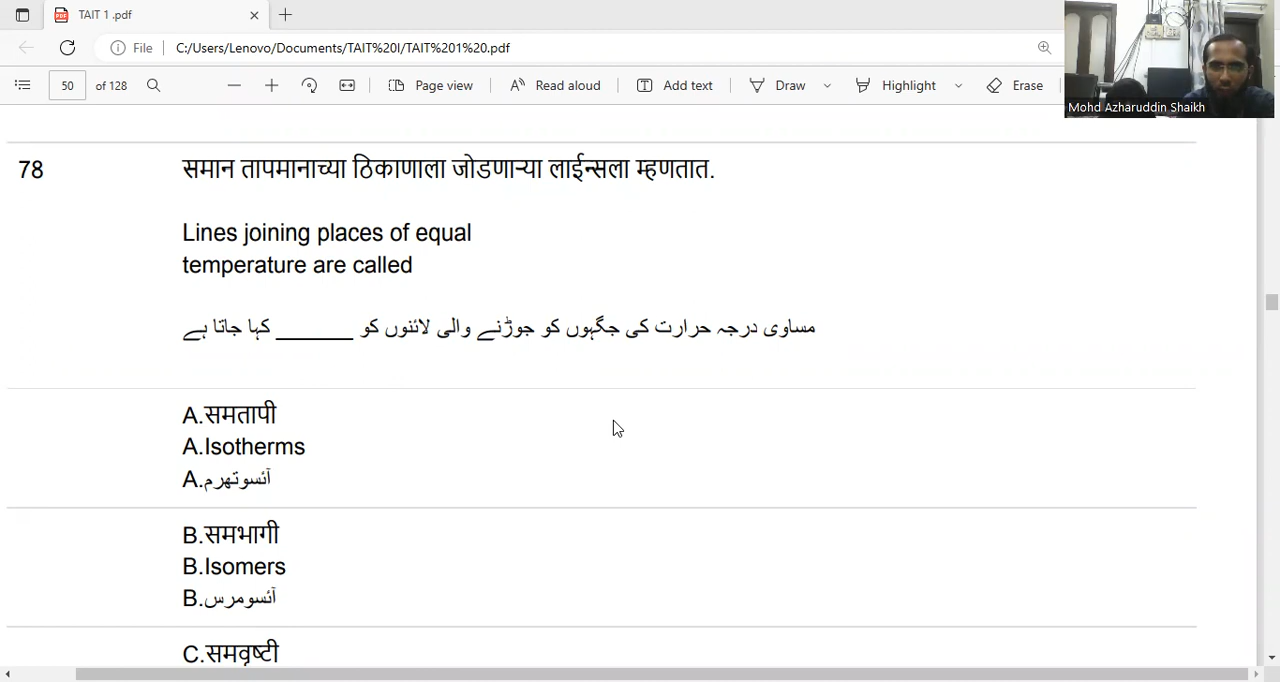 TAIT 1 .pdf
File
C:/Users/Lenovo/Documents/TAIT%20I/TAIT%201%20.pdf
50 of 128
Page view
Read aloud
Add text
Draw
Highlight
Erase
Mohd Azharuddin Shaikh
78
समान तापमानाच्या ठिकाणाला जोडणाऱ्या लाईन्सला म्हणतात.
Lines joining places of equal
temperature are called
مساوی درجہ حرارت کی جگہوں کو جوڑنے والی لائنوں کو _______ کہا جاتا ہے
A.समतापी
A.Isotherms
A.آئسوتھرم
B.समभागी
B.Isomers
B.آئسومرس
C.समवृष्टी